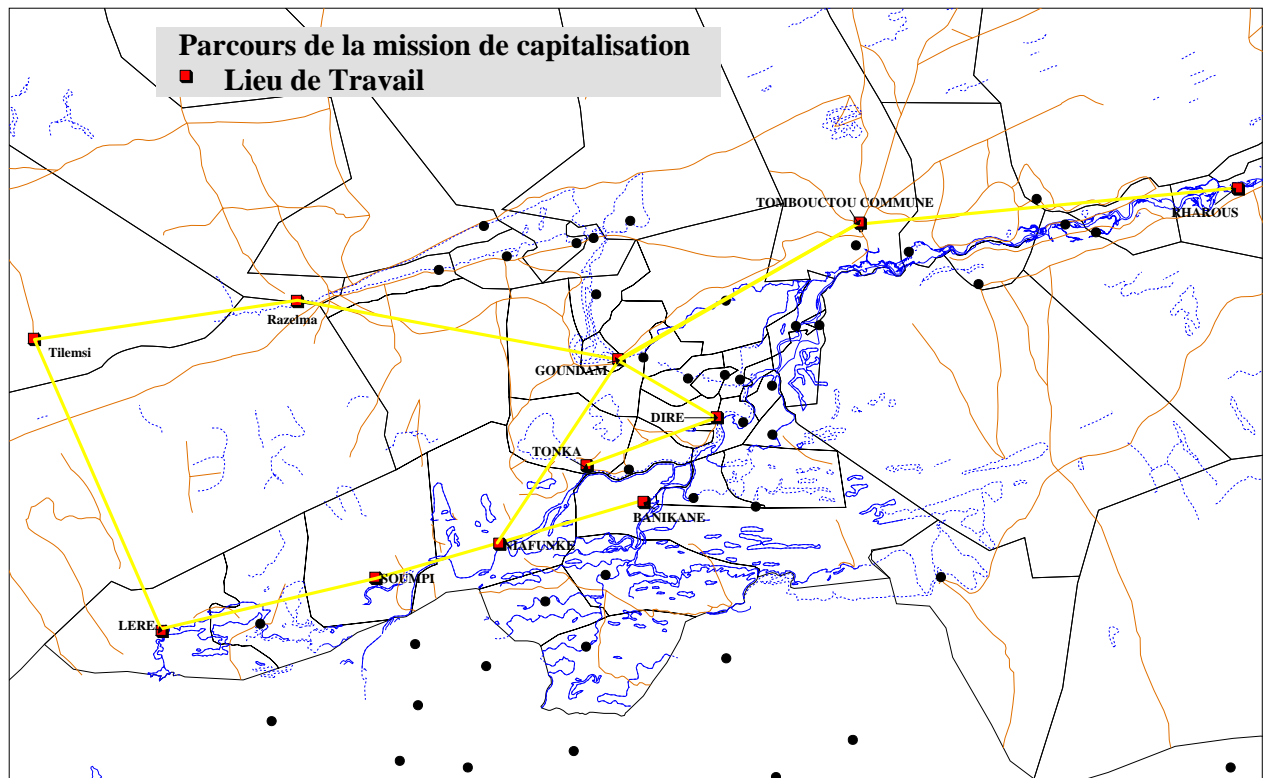 Parcours de la mission de capitalisation
Lieu de Travail
TOMBOUCTOU COMMUNE
RHAROUS
Razelma
Tilemsi
GOUNDAM
DIRE
TONKA
BANIKANE
NIAFUNKE
SOUMPI
LERE